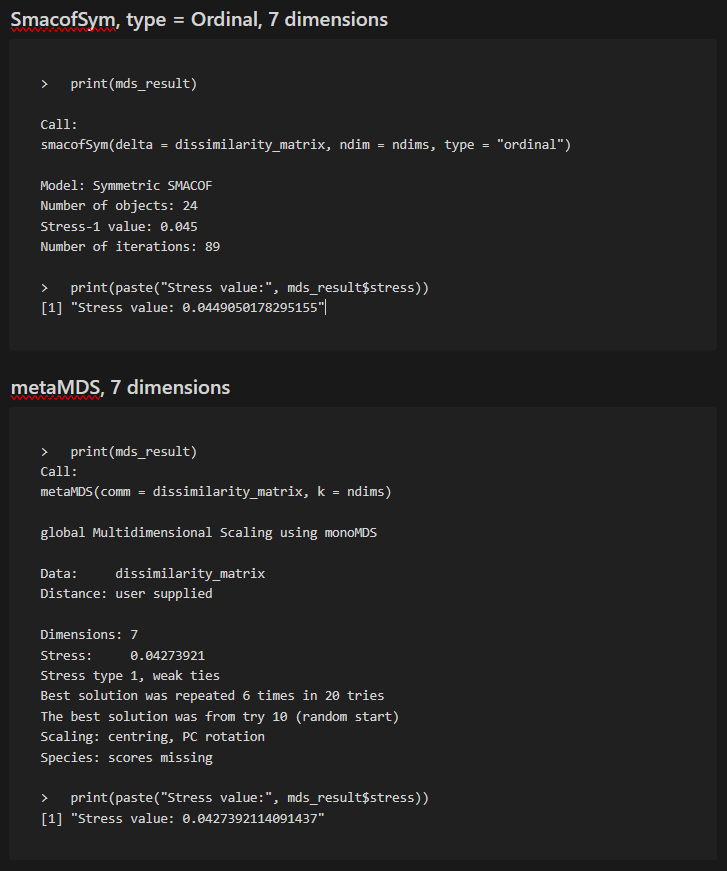 SmacofSym, type = Ordinal, 7 dimensions
>   print(mds_result)
Call:
smacofSym(delta = dissimilarity_matrix, ndim = ndims, type = "ordinal")
Model: Symmetric SMACOF
Number of objects: 24
Stress-1 value: 0.045
Number of iterations: 89
>   print(paste("Stress value:", mds_result$stress))
[1] "Stress value: 0.0449050178295155"
metaMDS, 7 dimensions
>   print(mds_result)
Call:
metaMDS(comm = dissimilarity_matrix, k = ndims)
global Multidimensional Scaling using monoMDS
Data:     dissimilarity_matrix
Distance: user supplied
Dimensions: 7
Stress:     0.04273921
Stress type 1, weak ties
Best solution was repeated 6 times in 20 tries
The best solution was from try 10 (random start)
Scaling: centring, PC rotation
Species: scores missing
>   print(paste("Stress value:", mds_result$stress))
[1] "Stress value: 0.0427392114091437"